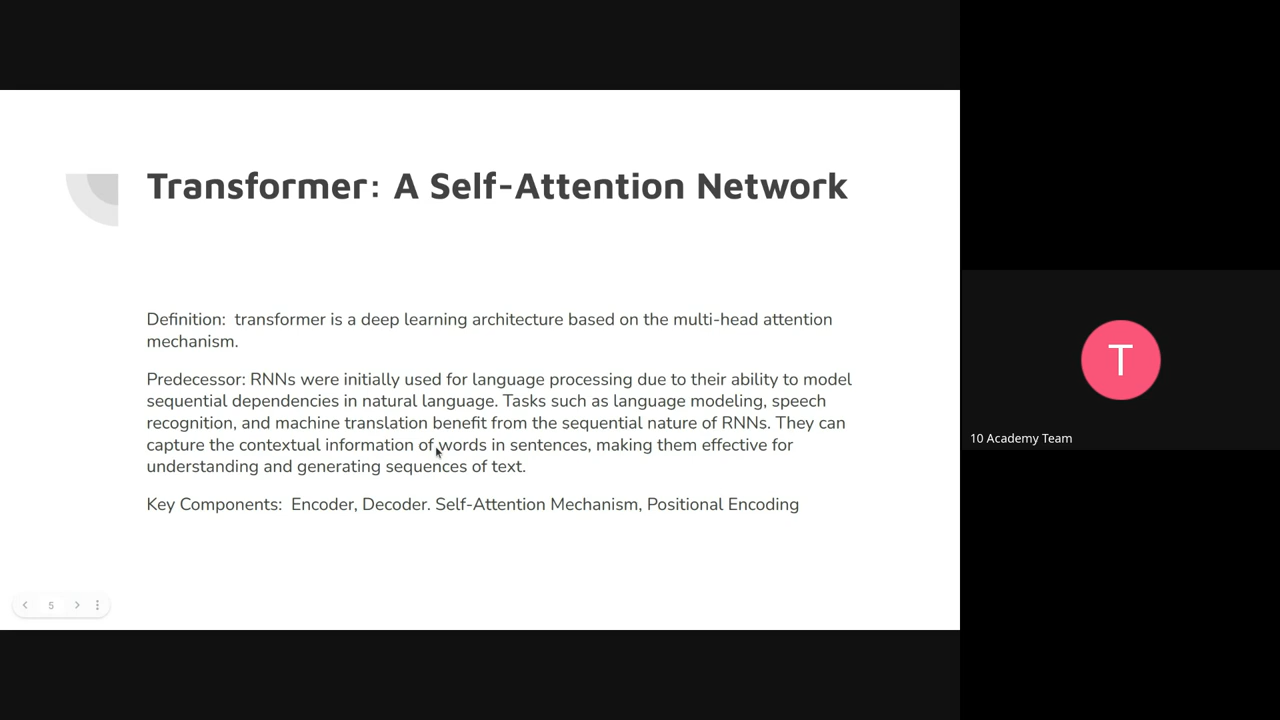 Transformer: A Self-Attention Network
Definition:  transformer is a deep learning architecture based on the multi-head attention
mechanism.
Predecessor: RNNs were initially used for language processing due to their ability to model
sequential dependencies in natural language. Tasks such as language modeling, speech
recognition, and machine translation benefit from the sequential nature of RNNs. They can
capture the contextual information of words in sentences, making them effective for
understanding and generating sequences of text.
Key Components:  Encoder, Decoder. Self-Attention Mechanism, Positional Encoding
5
T
10 Academy Team